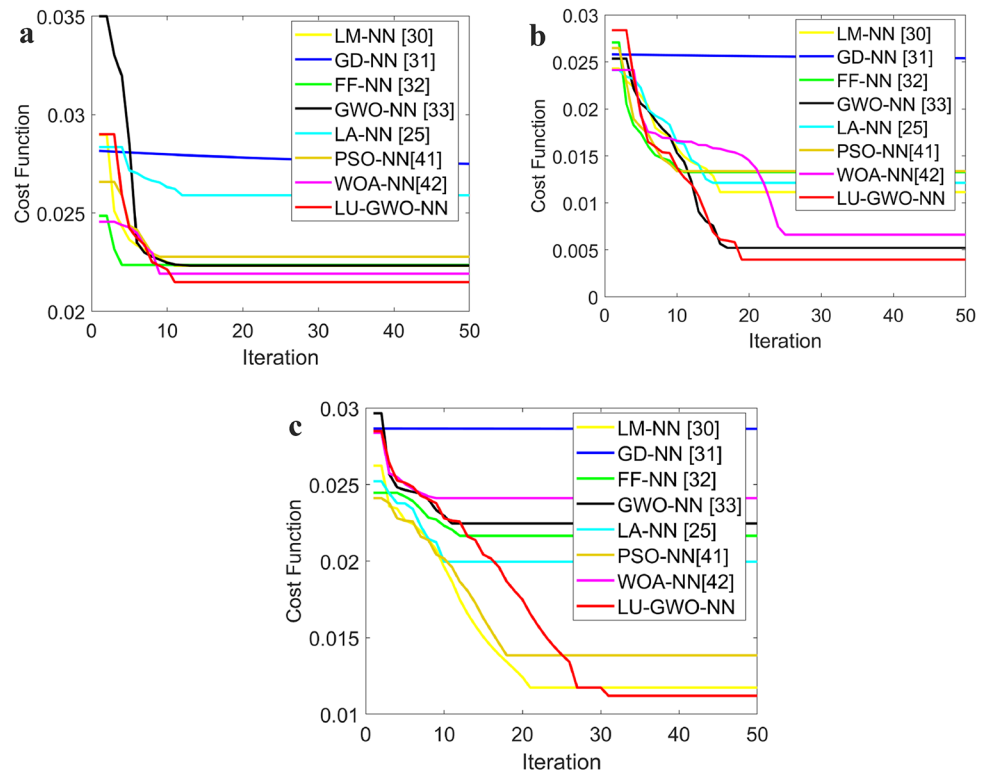 a
0.035
0.03
0.025
0.02
Cost Function
0 10 20 30 40 50
Iteration
LM-NN [30]
GD-NN [31]
FF-NN [32]
GWO-NN [33]
LA-NN [25]
PSO-NN[41]
WOA-NN[42]
LU-GWO-NN
b
0.03
0.025
0.02
0.015
0.01
0.005
0
Cost Function
0 10 20 30 40 50
Iteration
LM-NN [30]
GD-NN [31]
FF-NN [32]
GWO-NN [33]
LA-NN [25]
PSO-NN[41]
WOA-NN[42]
LU-GWO-NN
c
0.03
0.025
0.02
0.015
0.01
Cost Function
0 10 20 30 40 50
Iteration
LM-NN [30]
GD-NN [31]
FF-NN [32]
GWO-NN [33]
LA-NN [25]
PSO-NN[41]
WOA-NN[42]
LU-GWO-NN